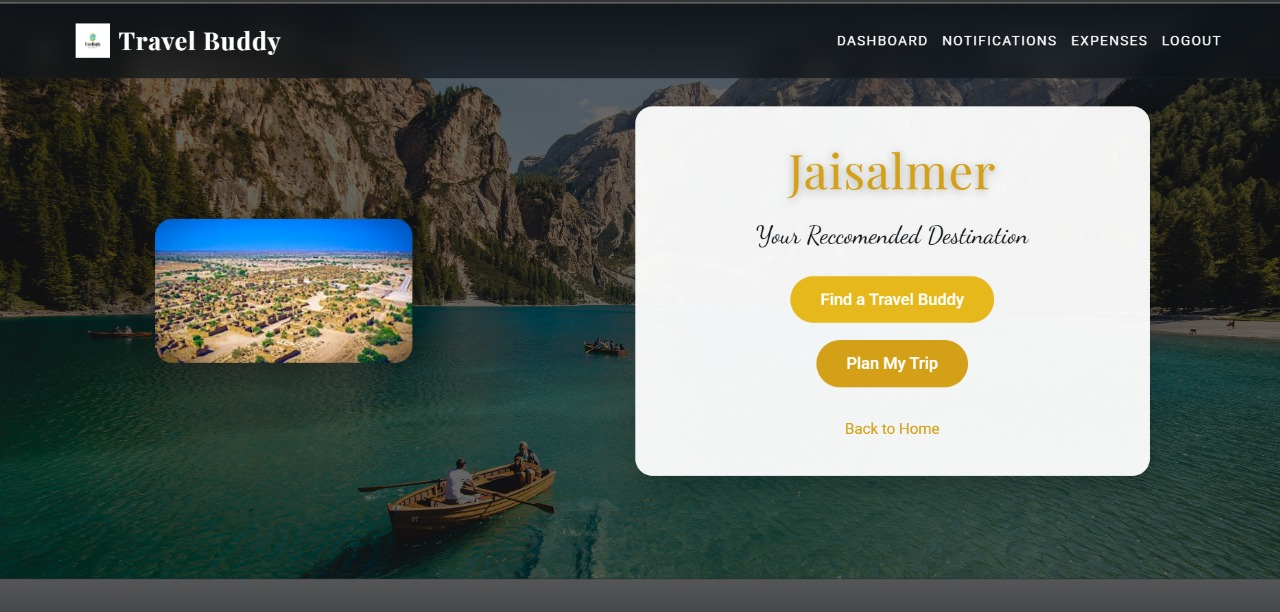 Travel Buddy
DASHBOARD NOTIFICATIONS EXPENSES LOGOUT
Jaisalmer
Your Reccomended Destination
Find a Travel Buddy
Plan My Trip
Back to Home